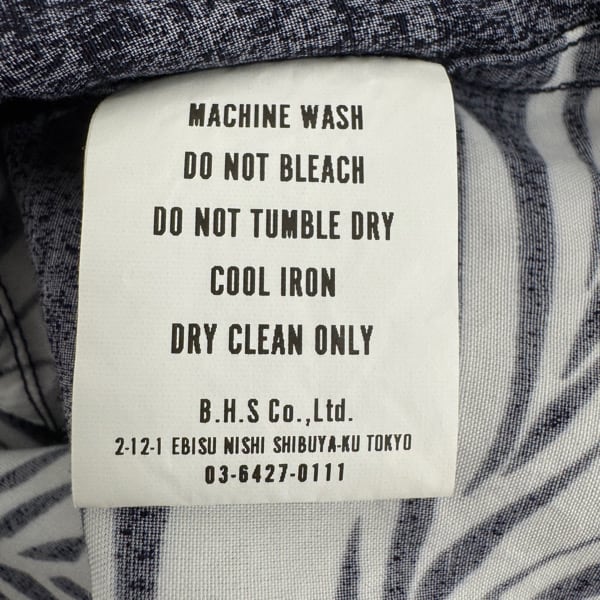 MACHINE WASH
DO NOT BLEACH
DO NOT TUMBLE DRY
COOL IRON
DRY CLEAN ONLY
B.H.S Co.,Ltd.
2-12-1 EBISU NISHI SHIBUYA-KU TOKYO
03-6427-0111